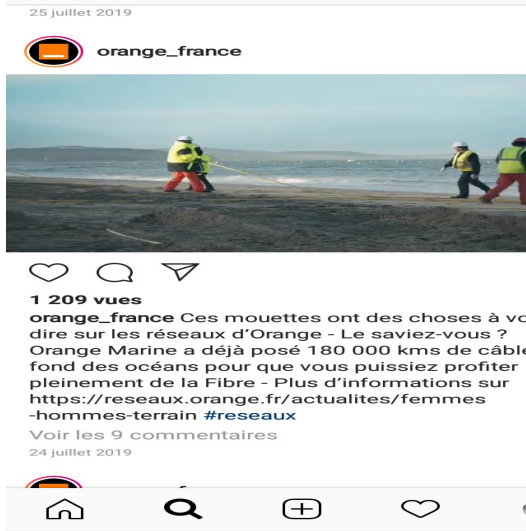 25 juillet 2019
orange_france
1 209 vues
orange_france Ces mouettes ont des choses à
dire sur les réseaux d'Orange - Le saviez-vous ?
Orange Marine a déjà posé 180 000 kms de
fond des océans pour que vous puissiez profiter
pleinement de la Fibre - Plus d'informations sur
https://reseaux.orange.fr/actualites/femmes
-hommes-terrain #reseaux
Voir les 9 commentaires
24 juillet 2019